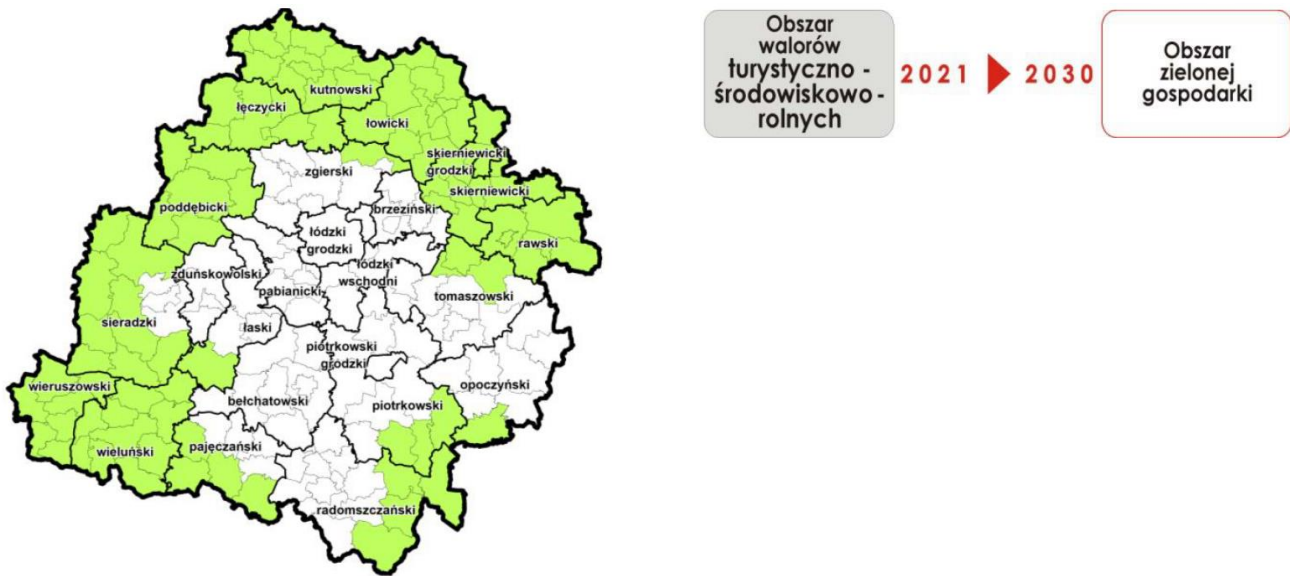 kutnowski
łęczycki
łowicki
skierniewicki
grodzki
skierniewicki
zgierski
poddębicki
brzeziński
rawski
łódzki
grodzki
łódzki
wschodni
zduńskowolski
pabianicki
tomaszowski
sieradzki
łaski
piotrkowski
grodzki
wieruszowski
bełchatowski
opoczyński
piotrkowski
wieluński
pajęczański
radomszczański
Obszar
walorów
turystyczno -
środowiskowo -
rolnych
2021 2030
Obszar
zielonej
gospodarki